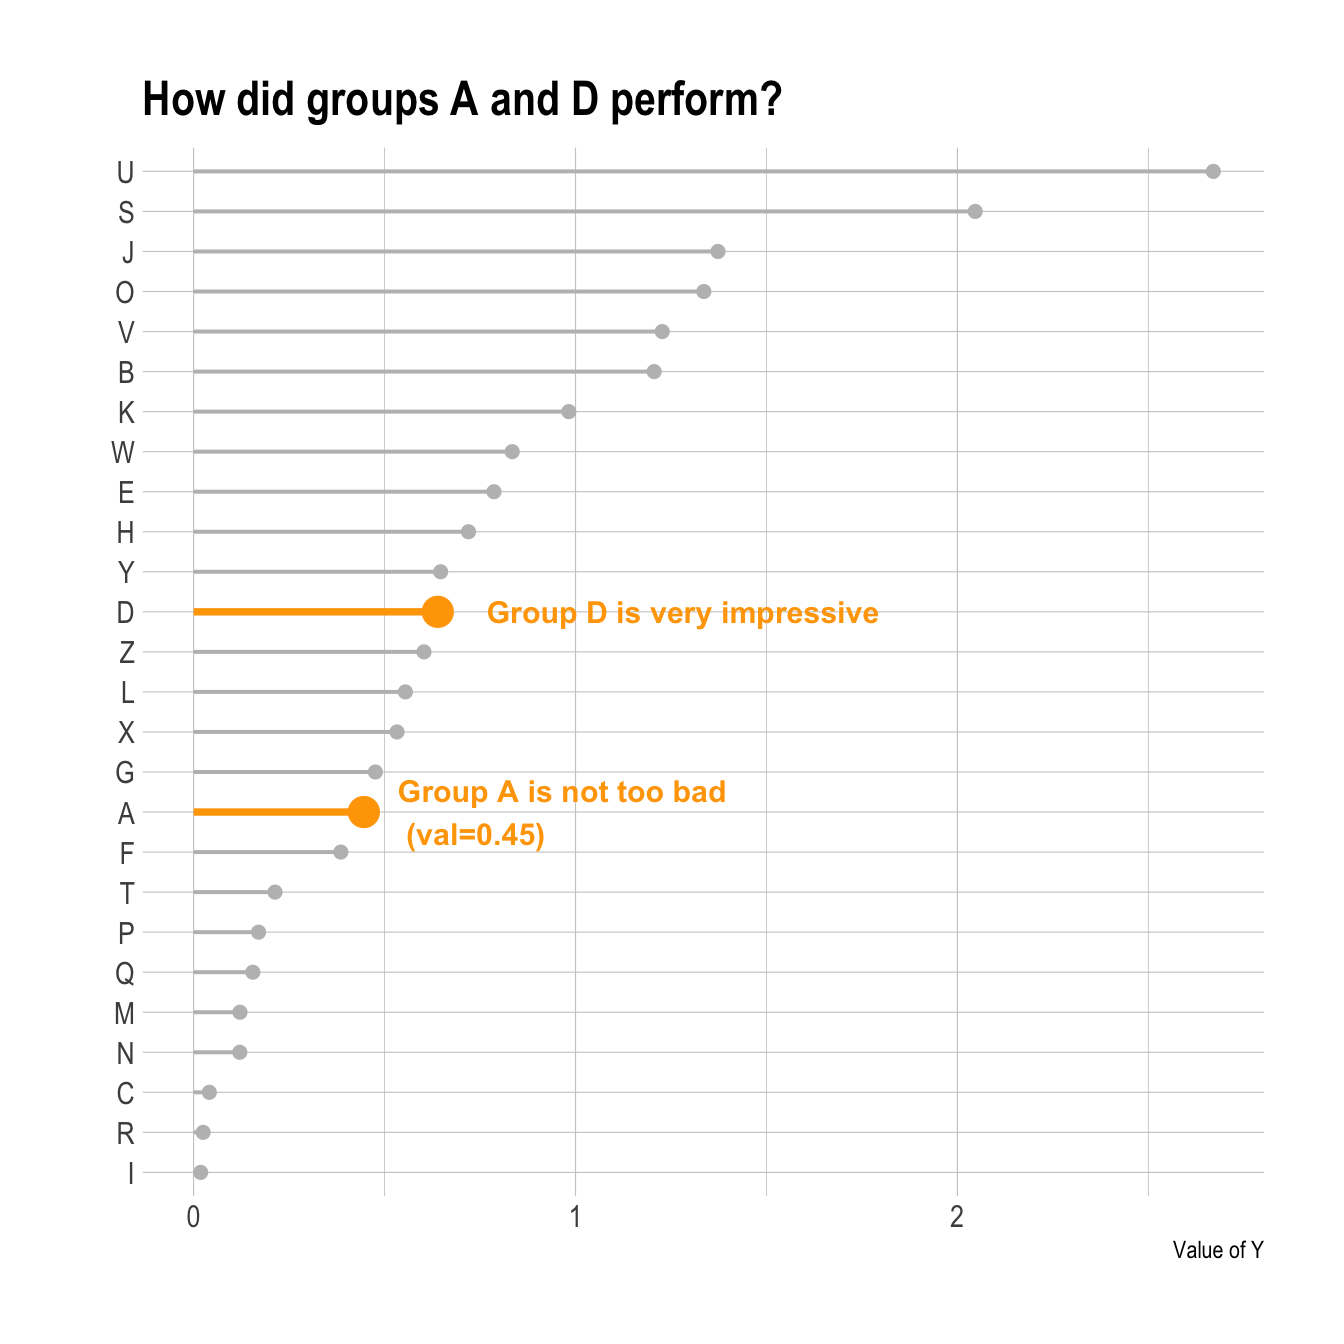 How did groups A and D perform?
U
S
J
O
V
B
K
W
E
H
Y
D
Group D is very impressive
Z
L
X
G
Group A is not too bad
A
(val=0.45)
F
T
P
Q
M
N
C
R
I
0 1 2
Value of Y